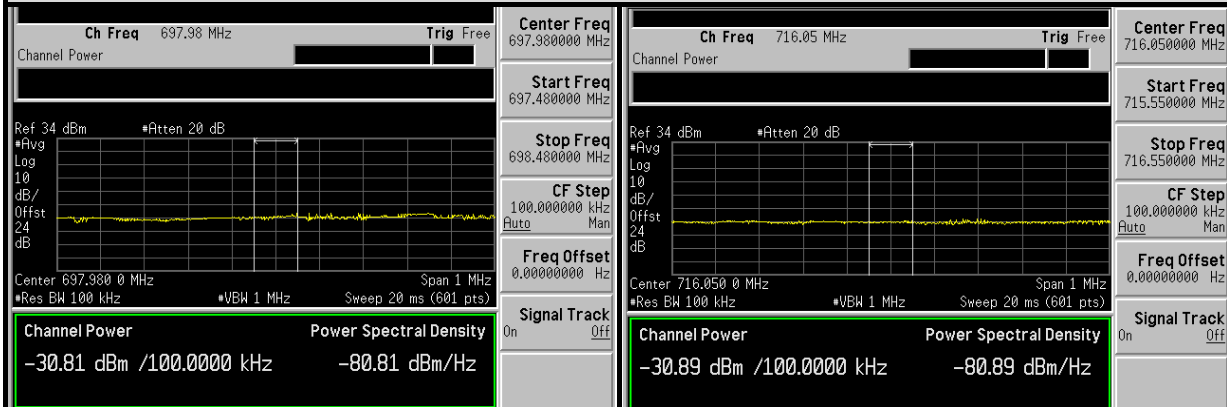 Ch Freq 697.98 MHz Trig Free
Channel Power
Ref 34 dBm #Atten 20 dB
#Avg
Log
10
dB/
Offst
24
dB
Center 697.980 0 MHz Span 1 MHz
#Res BW 100 kHz #VBW 1 MHz Sweep 20 ms (601 pts)
Channel Power Power Spectral Density
-30.81 dBm /100.0000 kHz -80.81 dBm/Hz
Center Freq
697.980000 MHz
Start Freq
697.480000 MHz
Stop Freq
698.480000 MHz
CF Step
100.000000 kHz
Auto Man
Freq Offset
0.00000000 Hz
Signal Track
On Off
Ch Freq 716.05 MHz Trig Free
Channel Power
Ref 34 dBm #Atten 20 dB
#Avg
Log
10
dB/
Offst
24
dB
Center 716.050 0 MHz Span 1 MHz
#Res BW 100 kHz #VBW 1 MHz Sweep 20 ms (601 pts)
Channel Power Power Spectral Density
-30.89 dBm /100.0000 kHz -80.89 dBm/Hz
Center Freq
716.050000 MHz
Start Freq
715.550000 MHz
Stop Freq
716.550000 MHz
CF Step
100.000000 kHz
Auto Man
Freq Offset
0.00000000 Hz
Signal Track
On Off